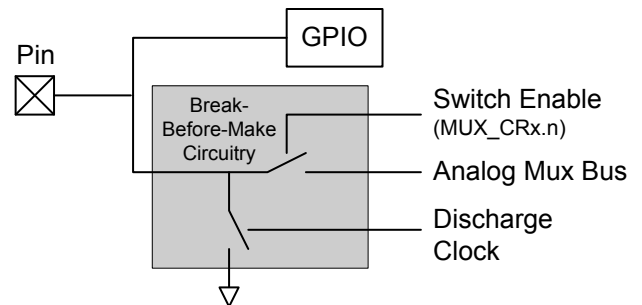 GPIO
Pin
Break-
Before-Make
Circuitry
Switch Enable
(MUX_CRx.n)
Analog Mux Bus
Discharge
Clock